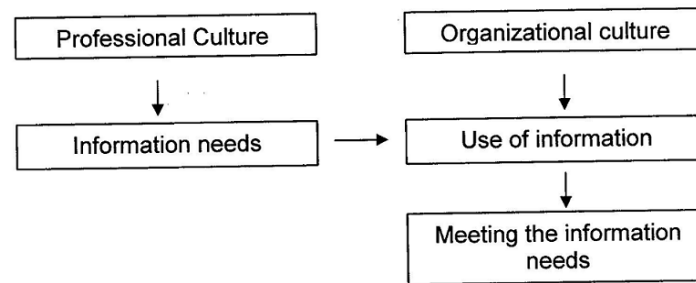 Professional Culture
Organizational culture
Information needs
Use of information
Meeting the information
needs